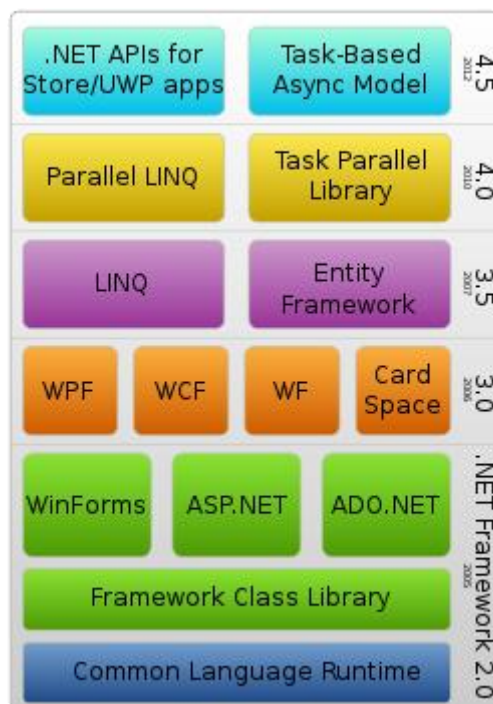 .NET APIs for
Store/UWP apps
Task-Based
Async Model
4.5
2012
Parallel LINQ
Task Parallel
Library
4.0
2010
LINQ
Entity
Framework
3.5
2007
WPF
WCF
WF
Card
Space
3.0
2006
WinForms
ASP.NET
ADO.NET
Framework Class Library
Common Language Runtime
.NET Framework 2.0
2005